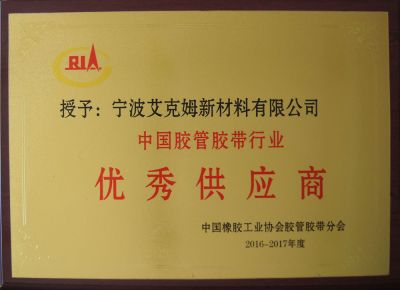 RIA
授予：宁波艾克姆新材料有限公司
中国胶管胶带行业
优秀供应商
中国橡胶工业协会胶管胶带分会
2016-2017年度